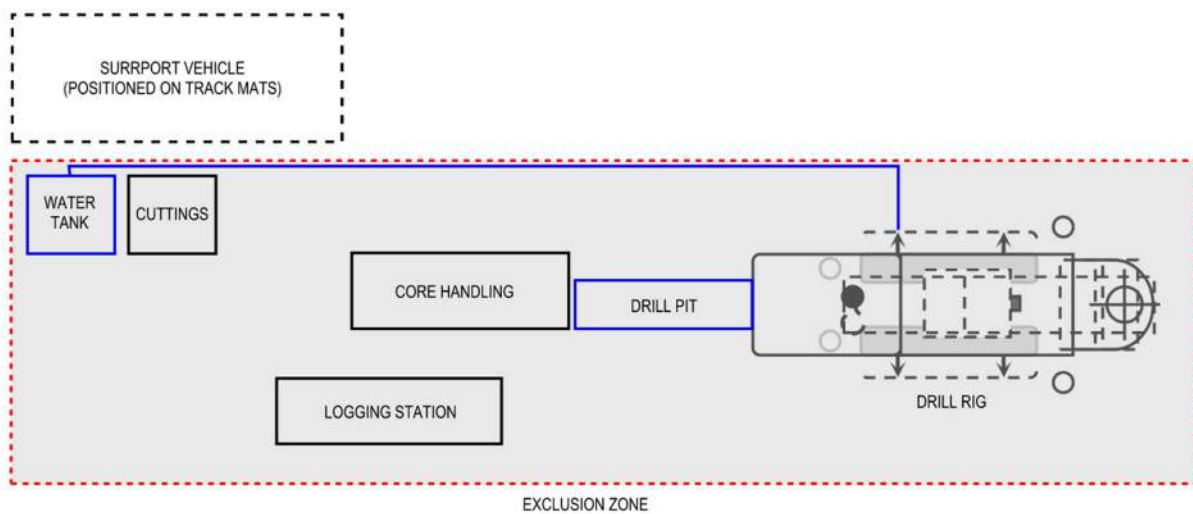 SURRPORT VEHICLE
(POSITIONED ON TRACK MATS)
WATER
TANK
CUTTINGS
CORE HANDLING
DRILL PIT
LOGGING STATION
DRILL RIG
EXCLUSION ZONE